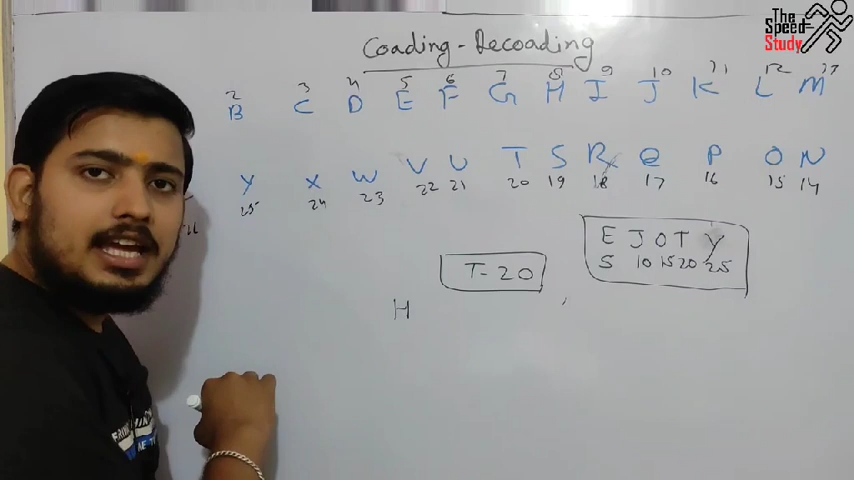 The
Speed
Study
Coading - Recoading
2 3 4 5 6 7 8 9 10 11 12 13
B C D E F G H I J K L M
Y X W V U T S R Q P O N
25 24 23 22 21 20 19 18 17 16 15 14
E J O T Y
5 10 15 20 25
T- 20
H